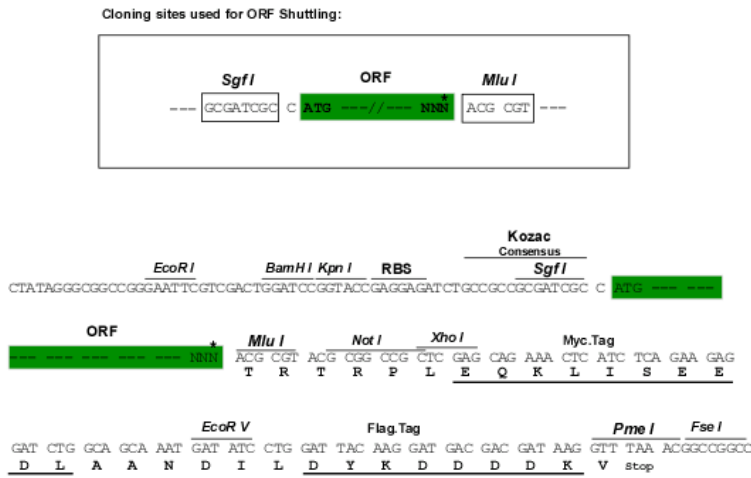 Cloning sites used for ORF Shuttling:
Sgf I ORF Mlu I
--- GCGATCGC C ATG ---//--- NNN* ACG CGT ---
Kozac
Consensus
EcoR I BamH I Kpn I RBS Sgf I
CTATAGGGCGGCCGGGAATTCGTCGACTGGATCCGGTACCGAGGAGATCTGCCGCCGCGATCGC C ATG --- ---
ORF Mlu I Not I Xho I Myc.Tag
--- --- --- --- --- --- NNN* ACG CGT ACG CGG CCG CTC GAG CAG AAA CTC ATC TCA GAA GAG
T R T R P L E Q K L I S E E
EcoR V Flag.Tag Pme I Fse I
GAT CTG GCA GCA AAT GAT ATC CTG GAT TAC AAG GAT GAC GAC GAT AAG GTT TAA ACGGCCGGCC
D L A A N D I L D Y K D D D D K V Stop